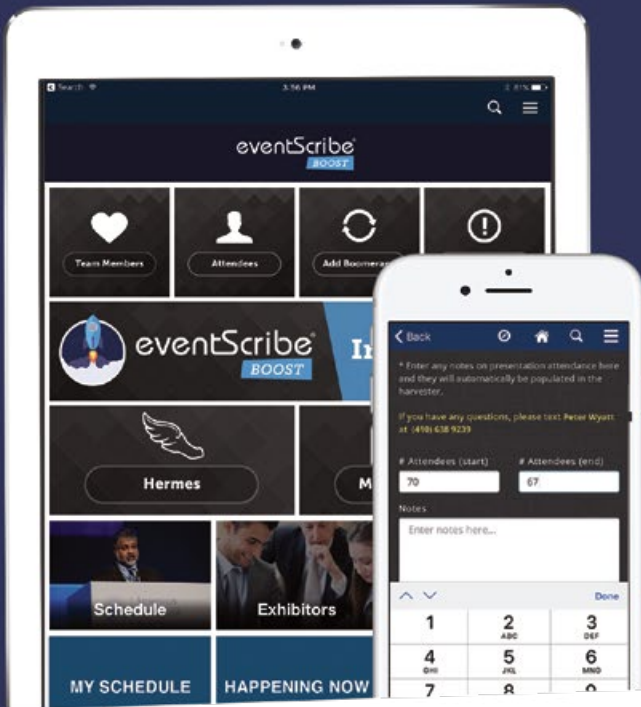 Search
3:56 PM
81%
eventScribe®
BOOST
Team Members
Attendees
Add Boomerang
eventScribe®
BOOST
Hermes
Schedule
Exhibitors
MY SCHEDULE
HAPPENING NOW
Back
* Enter any notes on presentation attendance here
and they will automatically be populated in the
harvester.
If you have any questions, please text Peter Wyatt
at (410) 638 9239
# Attendees (start)
# Attendees (end)
70
67
Notes
Enter notes here...
Done
1
2
ABC
3
DEF
4
GHI
5
JKL
6
MNO
7
8